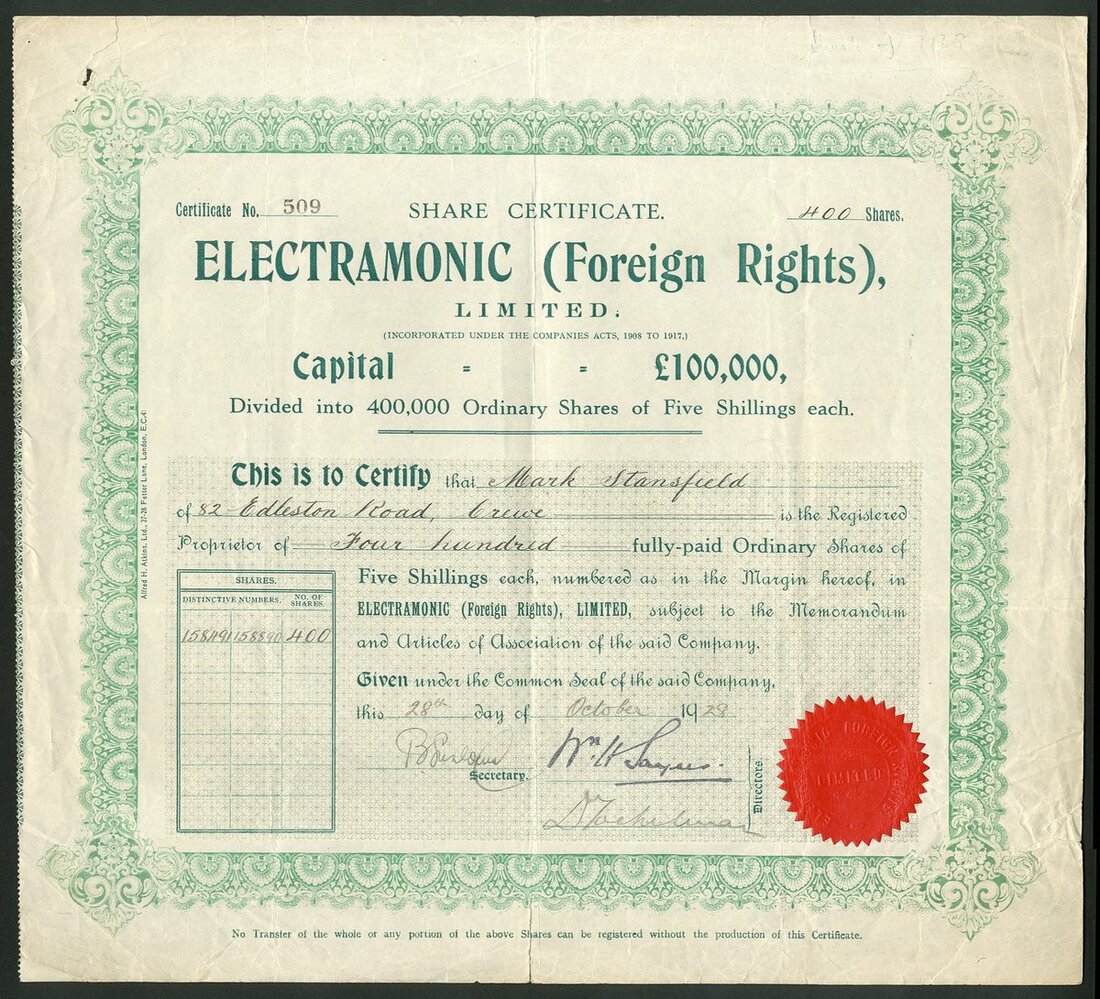 Certificate No. 509 SHARE CERTIFICATE. 400 Shares.
ELECTRAMONIC (Foreign Rights),
LIMITED.
(INCORPORATED UNDER THE COMPANIES ACTS, 1908 TO 1917.)
Capital = = £100,000,
Divided into 400,000 Ordinary Shares of Five Shillings each.
This is to Certify that Mark Stansfield
of 82 Edleston Road, Crewe is the Registered
Proprietor of Four hundred fully-paid Ordinary Shares of
Five Shillings each, numbered as in the Margin hereof, in
ELECTRAMONIC (Foreign Rights), LIMITED, subject to the Memorandum
and Articles of Association of the said Company.
Given under the Common Seal of the said Company,
this 28th day of October 1928
SHARES.
DISTINCTIVE NUMBERS. NO. OF SHARES.
158491 158890 400
Secretary.
Directors.
FOREIGN RIGHTS
LIMITED
Alfred H. Atkins, Ltd., 27-28 Fetter Lane, London, E.C.4.
No Transfer of the whole or any portion of the above Shares can be registered without the production of this Certificate.